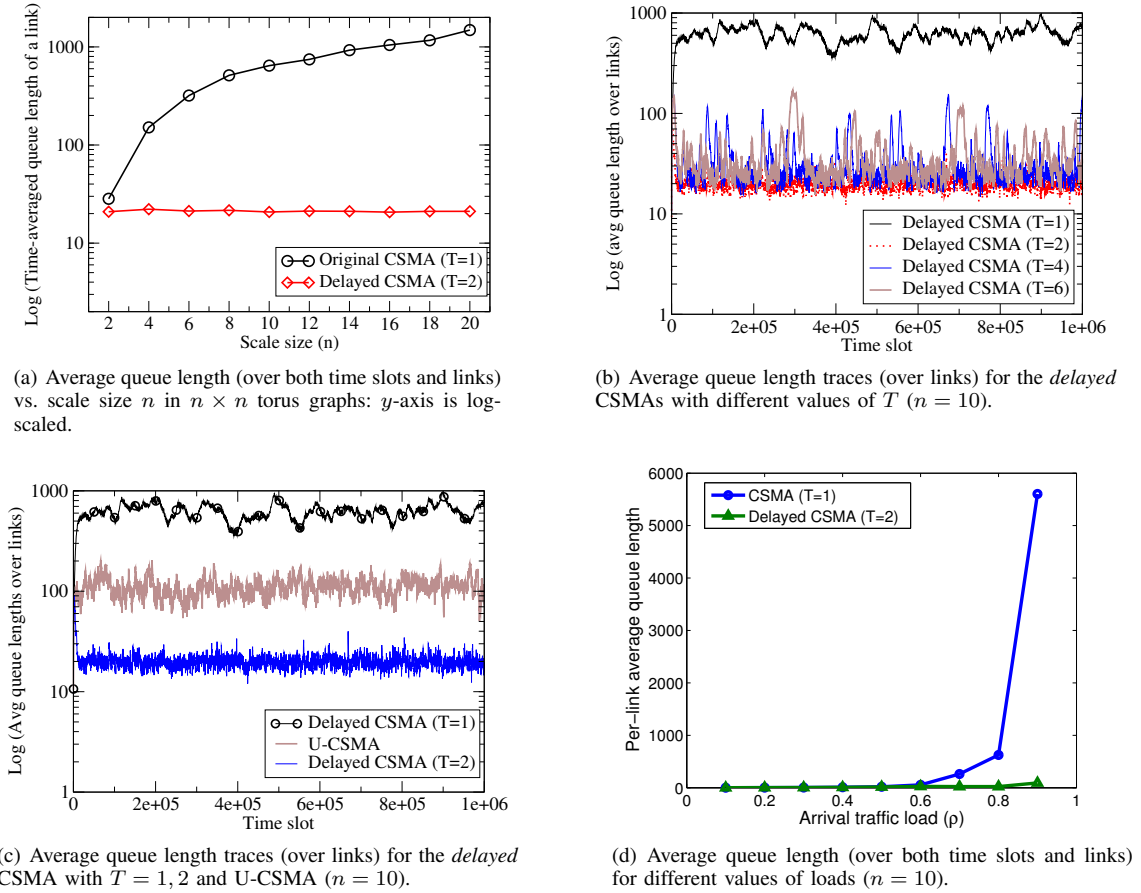 Log (Time-averaged queue length of a link)
1000
100
10
Original CSMA (T=1)
Delayed CSMA (T=2)
2 4 6 8 10 12 14 16 18 20
Scale size (n)
(a) Average queue length (over both time slots and links)
vs. scale size n in n × n torus graphs: y-axis is log-
scaled.
Log (avg queue length over links)
1000
100
10
1
Delayed CSMA (T=1)
Delayed CSMA (T=2)
Delayed CSMA (T=4)
Delayed CSMA (T=6)
0 2e+05 4e+05 6e+05 8e+05 1e+06
Time slot
(b) Average queue length traces (over links) for the delayed
CSMAs with different values of T (n = 10).
Log (Avg queue lengths over links)
1000
100
10
1
Delayed CSMA (T=1)
U-CSMA
Delayed CSMA (T=2)
0 2e+05 4e+05 6e+05 8e+05 1e+06
Time slot
(c) Average queue length traces (over links) for the delayed
CSMA with T = 1, 2 and U-CSMA (n = 10).
Per−link average queue length
6000
5000
4000
3000
2000
1000
0
CSMA (T=1)
Delayed CSMA (T=2)
0 0.2 0.4 0.6 0.8 1
Arrival traffic load (ρ)
(d) Average queue length (over both time slots and links)
for different values of loads (n = 10).